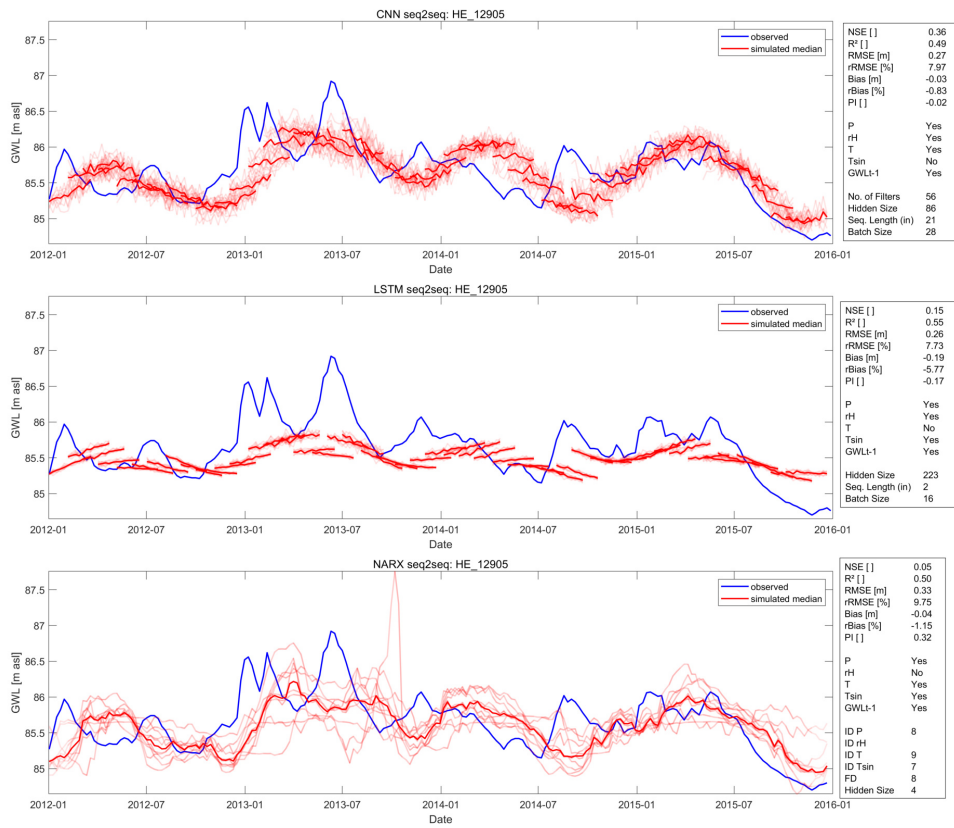 CNN seq2seq: HE_12905
87.5
87
86.5
86
85.5
85
GWL [m asl]
observed
simulated median
2012-01 2012-07 2013-01 2013-07 2014-01 2014-07 2015-01 2015-07 2016-01
Date
NSE [ ] 0.36
R² [ ] 0.49
RMSE [m] 0.27
rRMSE [%] 7.97
Bias [m] -0.03
rBias [%] -0.83
PI [ ] -0.02
P Yes
rH Yes
T Yes
Tsin No
GWLt-1 Yes
No. of Filters 56
Hidden Size 86
Seq. Length (in) 21
Batch Size 28
LSTM seq2seq: HE_12905
87.5
87
86.5
86
85.5
85
GWL [m asl]
observed
simulated median
2012-01 2012-07 2013-01 2013-07 2014-01 2014-07 2015-01 2015-07 2016-01
Date
NSE [ ] 0.15
R² [ ] 0.55
RMSE [m] 0.26
rRMSE [%] 7.73
Bias [m] -0.19
rBias [%] -5.77
PI [ ] -0.17
P Yes
rH Yes
T No
Tsin Yes
GWLt-1 Yes
Hidden Size 223
Seq. Length (in) 2
Batch Size 16
NARX seq2seq: HE_12905
87.5
87
86.5
86
85.5
85
GWL [m asl]
observed
simulated median
2012-01 2012-07 2013-01 2013-07 2014-01 2014-07 2015-01 2015-07 2016-01
Date
NSE [ ] 0.05
R² [ ] 0.50
RMSE [m] 0.33
rRMSE [%] 9.75
Bias [m] -0.04
rBias [%] -1.15
PI [ ] 0.32
P Yes
rH No
T Yes
Tsin Yes
GWLt-1 Yes
ID P 8
ID rH
ID T 9
ID Tsin 7
FD 8
Hidden Size 4